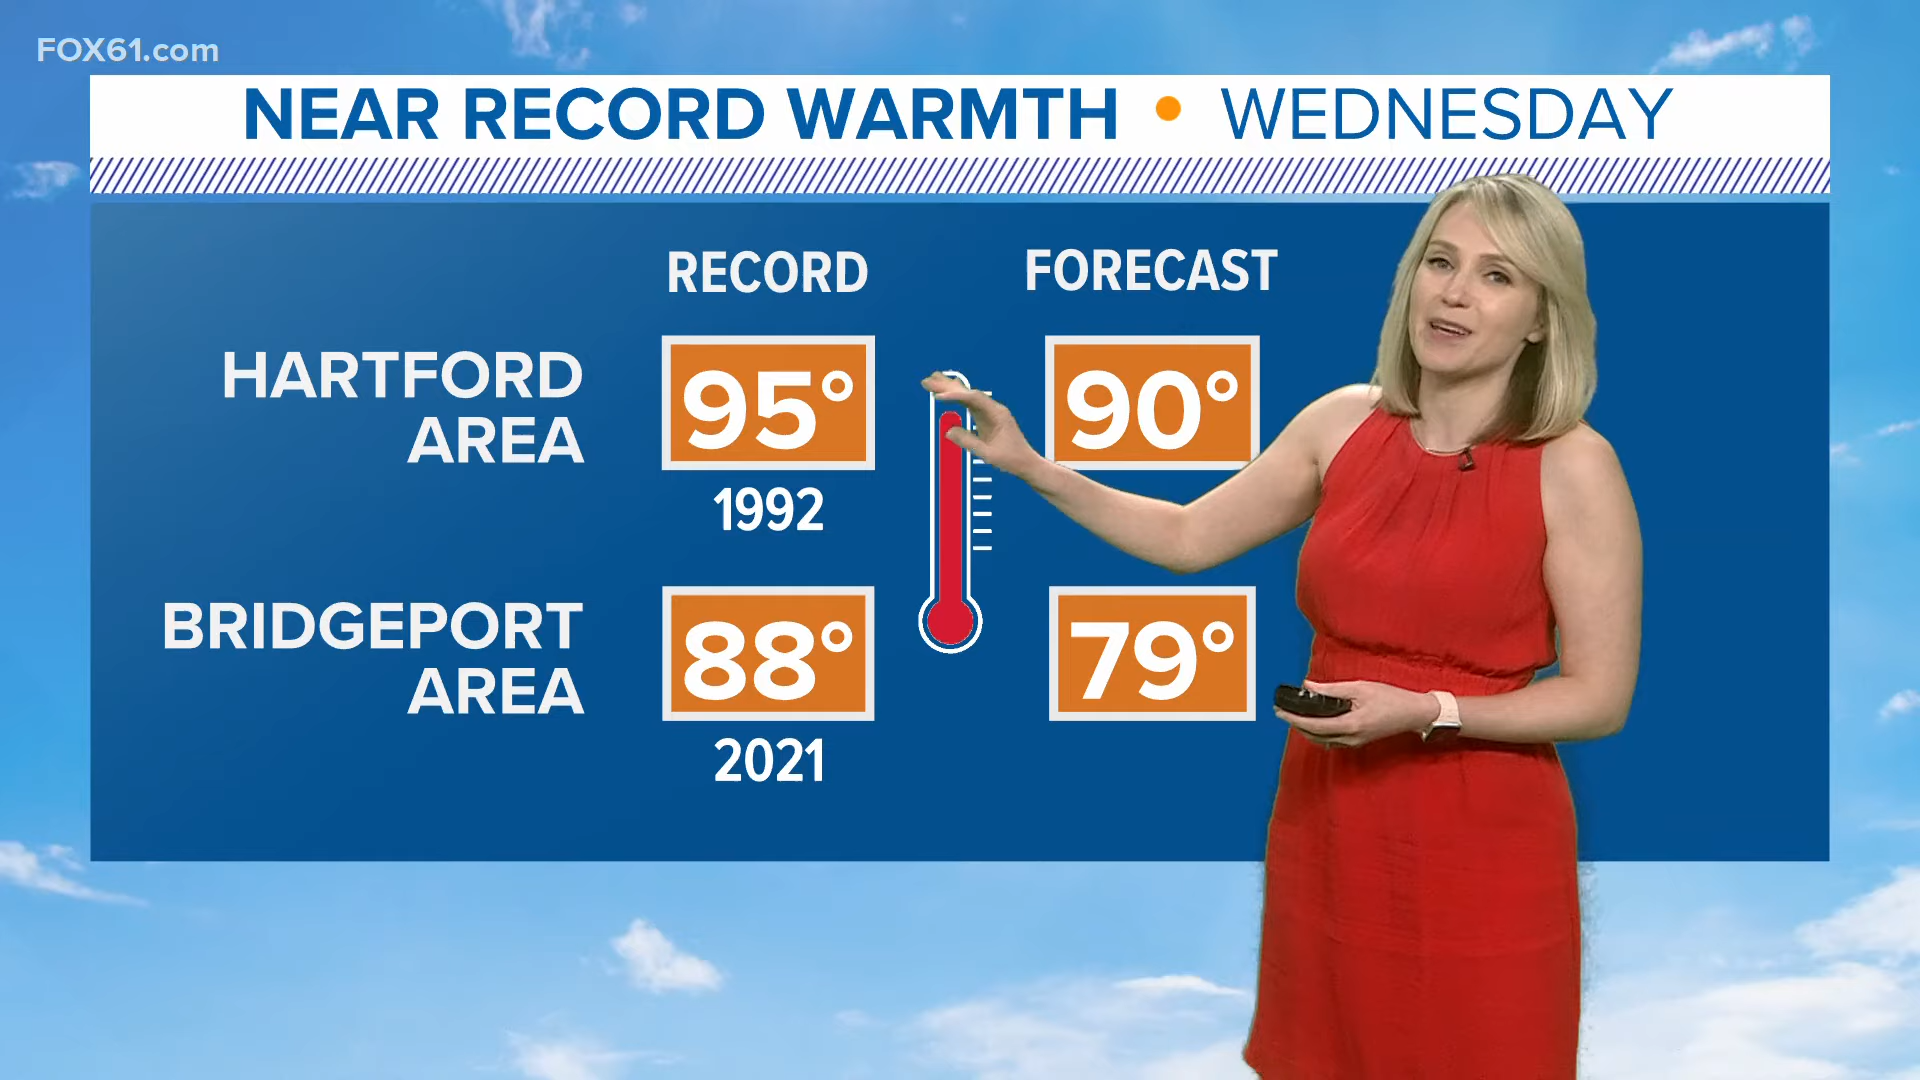 FOX61.com
NEAR RECORD WARMTH • WEDNESDAY
RECORD FORECAST
HARTFORD
AREA
95° 90°
1992
BRIDGEPORT
AREA
88° 79°
2021